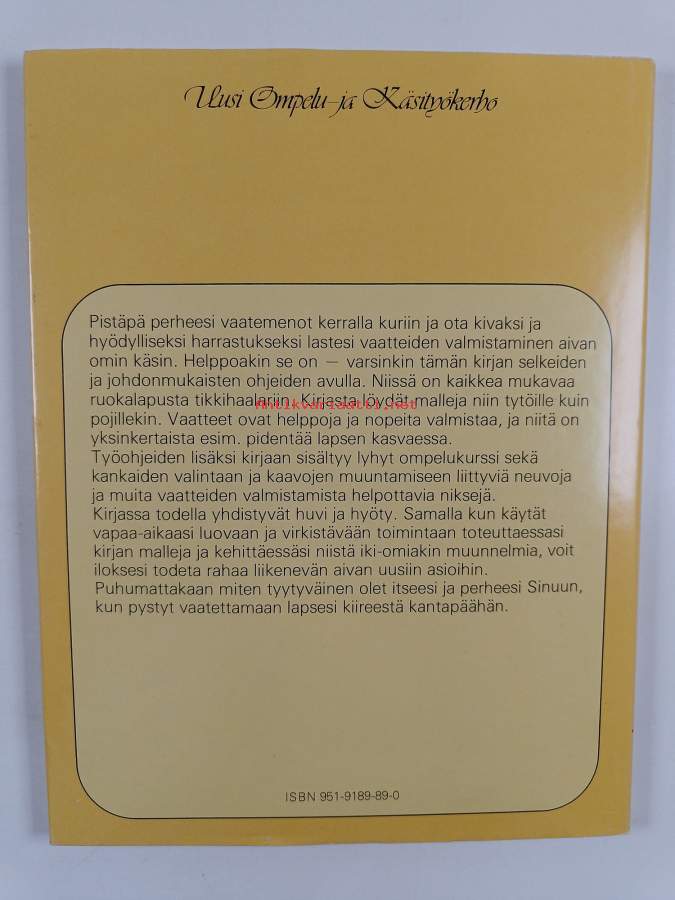 Uusi Ompelu- ja Käsityökerho
Pistäpä perheesi vaatemenot kerralla kuriin ja ota kivaksi ja
hyödylliseksi harrastukseksi lastesi vaatteiden valmistaminen aivan
omin käsin. Helppoakin se on — varsinkin tämän kirjan selkeiden
ja johdonmukaisten ohjeiden avulla. Niissä on kaikkea mukavaa
ruokalapusta tikkihaalariin. Kirjasta löydät malleja niin tytöille kuin
antikvariaatti.net
pojillekin. Vaatteet ovat helppoja ja nopeita valmistaa, ja niitä on
yksinkertaista esim. pidentää lapsen kasvaessa.
Työohjeiden lisäksi kirjaan sisältyy lyhyt ompelukurssi sekä
kankaiden valintaan ja kaavojen muuntamiseen liittyviä neuvoja
ja muita vaatteiden valmistamista helpottavia niksejä.
Kirjassa todella yhdistyvät huvi ja hyöty. Samalla kun käytät
vapaa-aikaasi luovaan ja virkistävään toimintaan toteuttaessasi
kirjan malleja ja kehittäessäsi niistä iki-omiakin muunnelmia, voit
iloksesi todeta rahaa liikenevän aivan uusiin asioihin.
Puhumattakaan miten tyytyväinen olet itseesi ja perheesi Sinuun,
kun pystyt vaatettamaan lapsesi kiireestä kantapäähän.
ISBN 951-9189-89-0